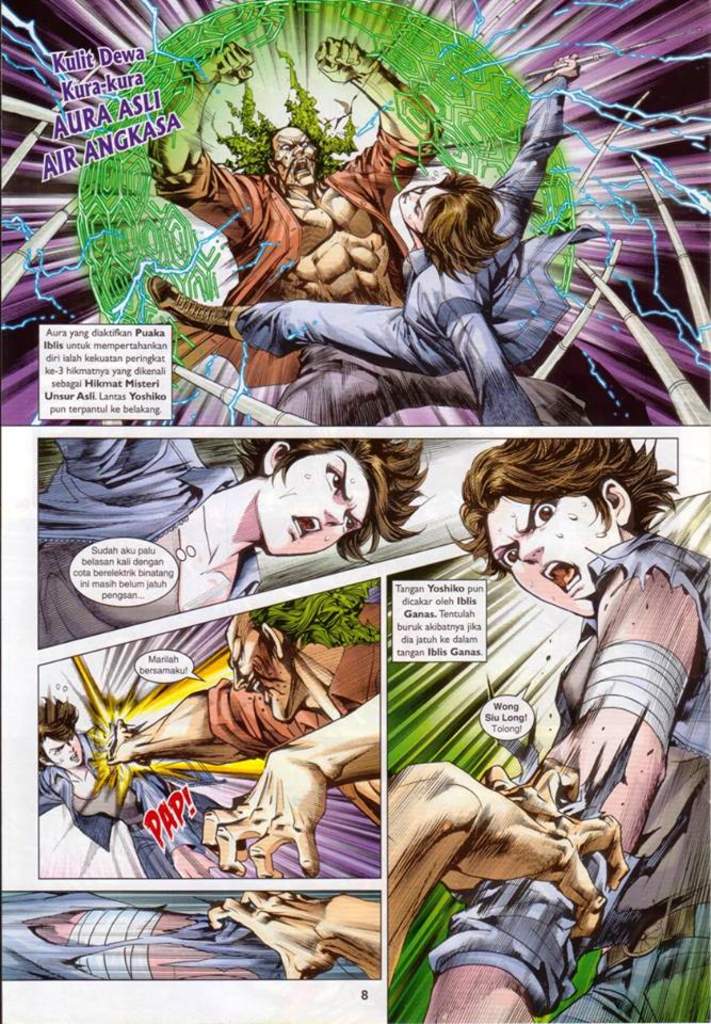 Kulit Dewa
Kura-kura
AURA ASLI
AIR ANGKASA
Aura yang diaktifkan Puaka
Iblis untuk mempertahankan
diri ialah kekuatan peringkat
ke-3 hikmatnya yang dikenali
sebagai Hikmat Misteri
Unsur Asli. Lantas Yoshiko
pun terpantul ke belakang.
Sudah aku palu
belasan kali dengan
cota berelektrik binatang
ini masih belum jatuh
pengsan...
Tangan Yoshiko pun
dicakar oleh Iblis
Ganas. Tentulah
buruk akibatnya jika
dia jatuh ke dalam
tangan Iblis Ganas.
Marilah
bersamaku!
PAP!
Wong
Siu Long!
Tolong!
8